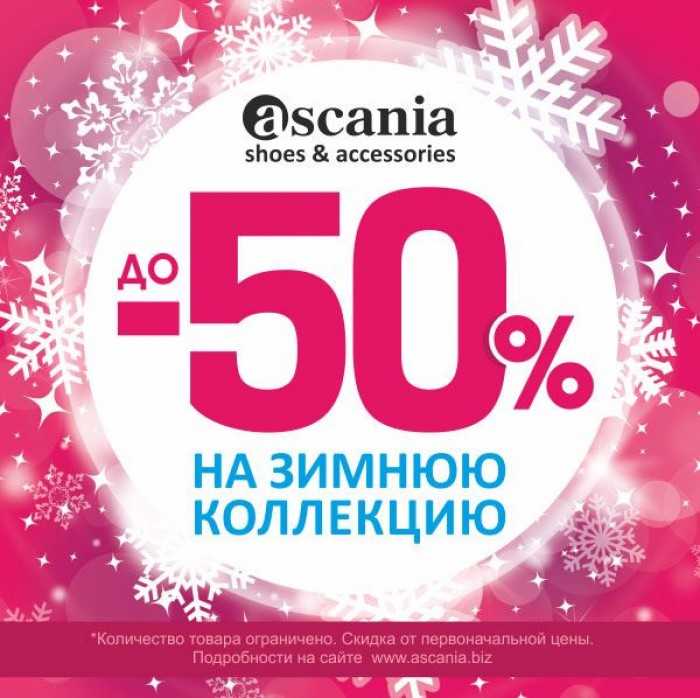 ascania
shoes & accessories
до
-50%
НА ЗИМНЮЮ
КОЛЛЕКЦИЮ
*Количество товара ограничено. Скидка от первоначальной цены.
Подробности на сайте www.ascania.biz